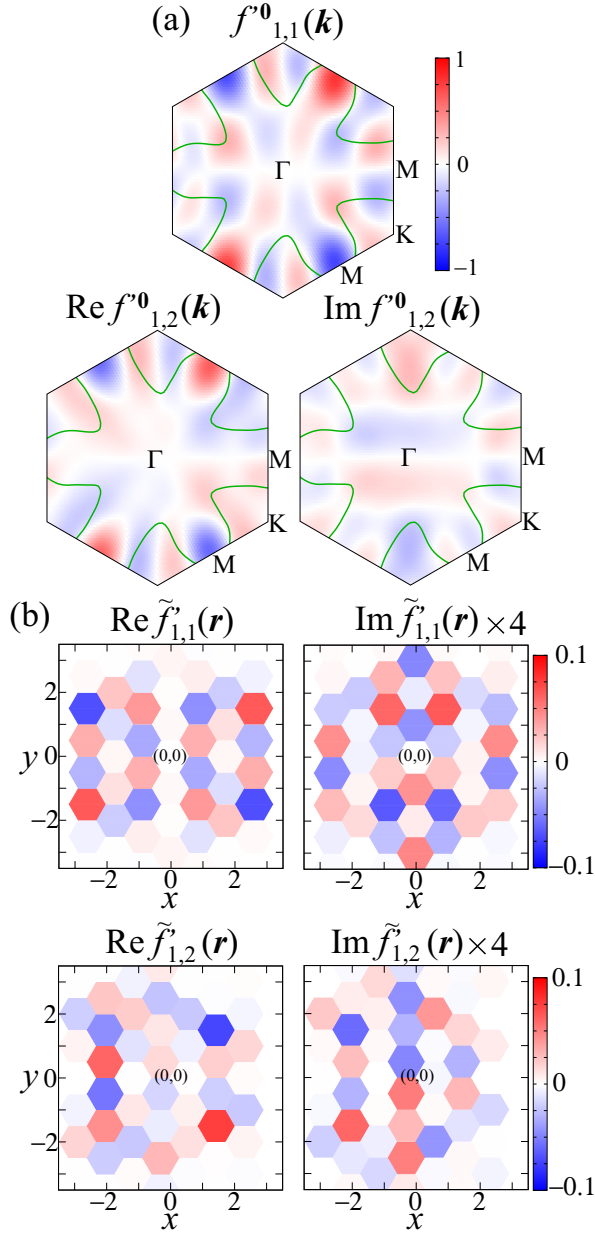 (a) f’⁰₁,₁(k)
1
0
−1
Γ
M
K
M
Re f’⁰₁,₂(k) Im f’⁰₁,₂(k)
Γ
M
K
M
Γ
M
K
M
(b) Re f̃’₁,₁(r) Im f̃’₁,₁(r) ×4
2
0
−2
y
(0,0)
−2 0 2
x
(0,0)
−2 0 2
x
0.1
0
−0.1
Re f̃’₁,₂(r) Im f̃’₁,₂(r) ×4
2
0
−2
y
(0,0)
−2 0 2
x
(0,0)
−2 0 2
x
0.1
0
−0.1